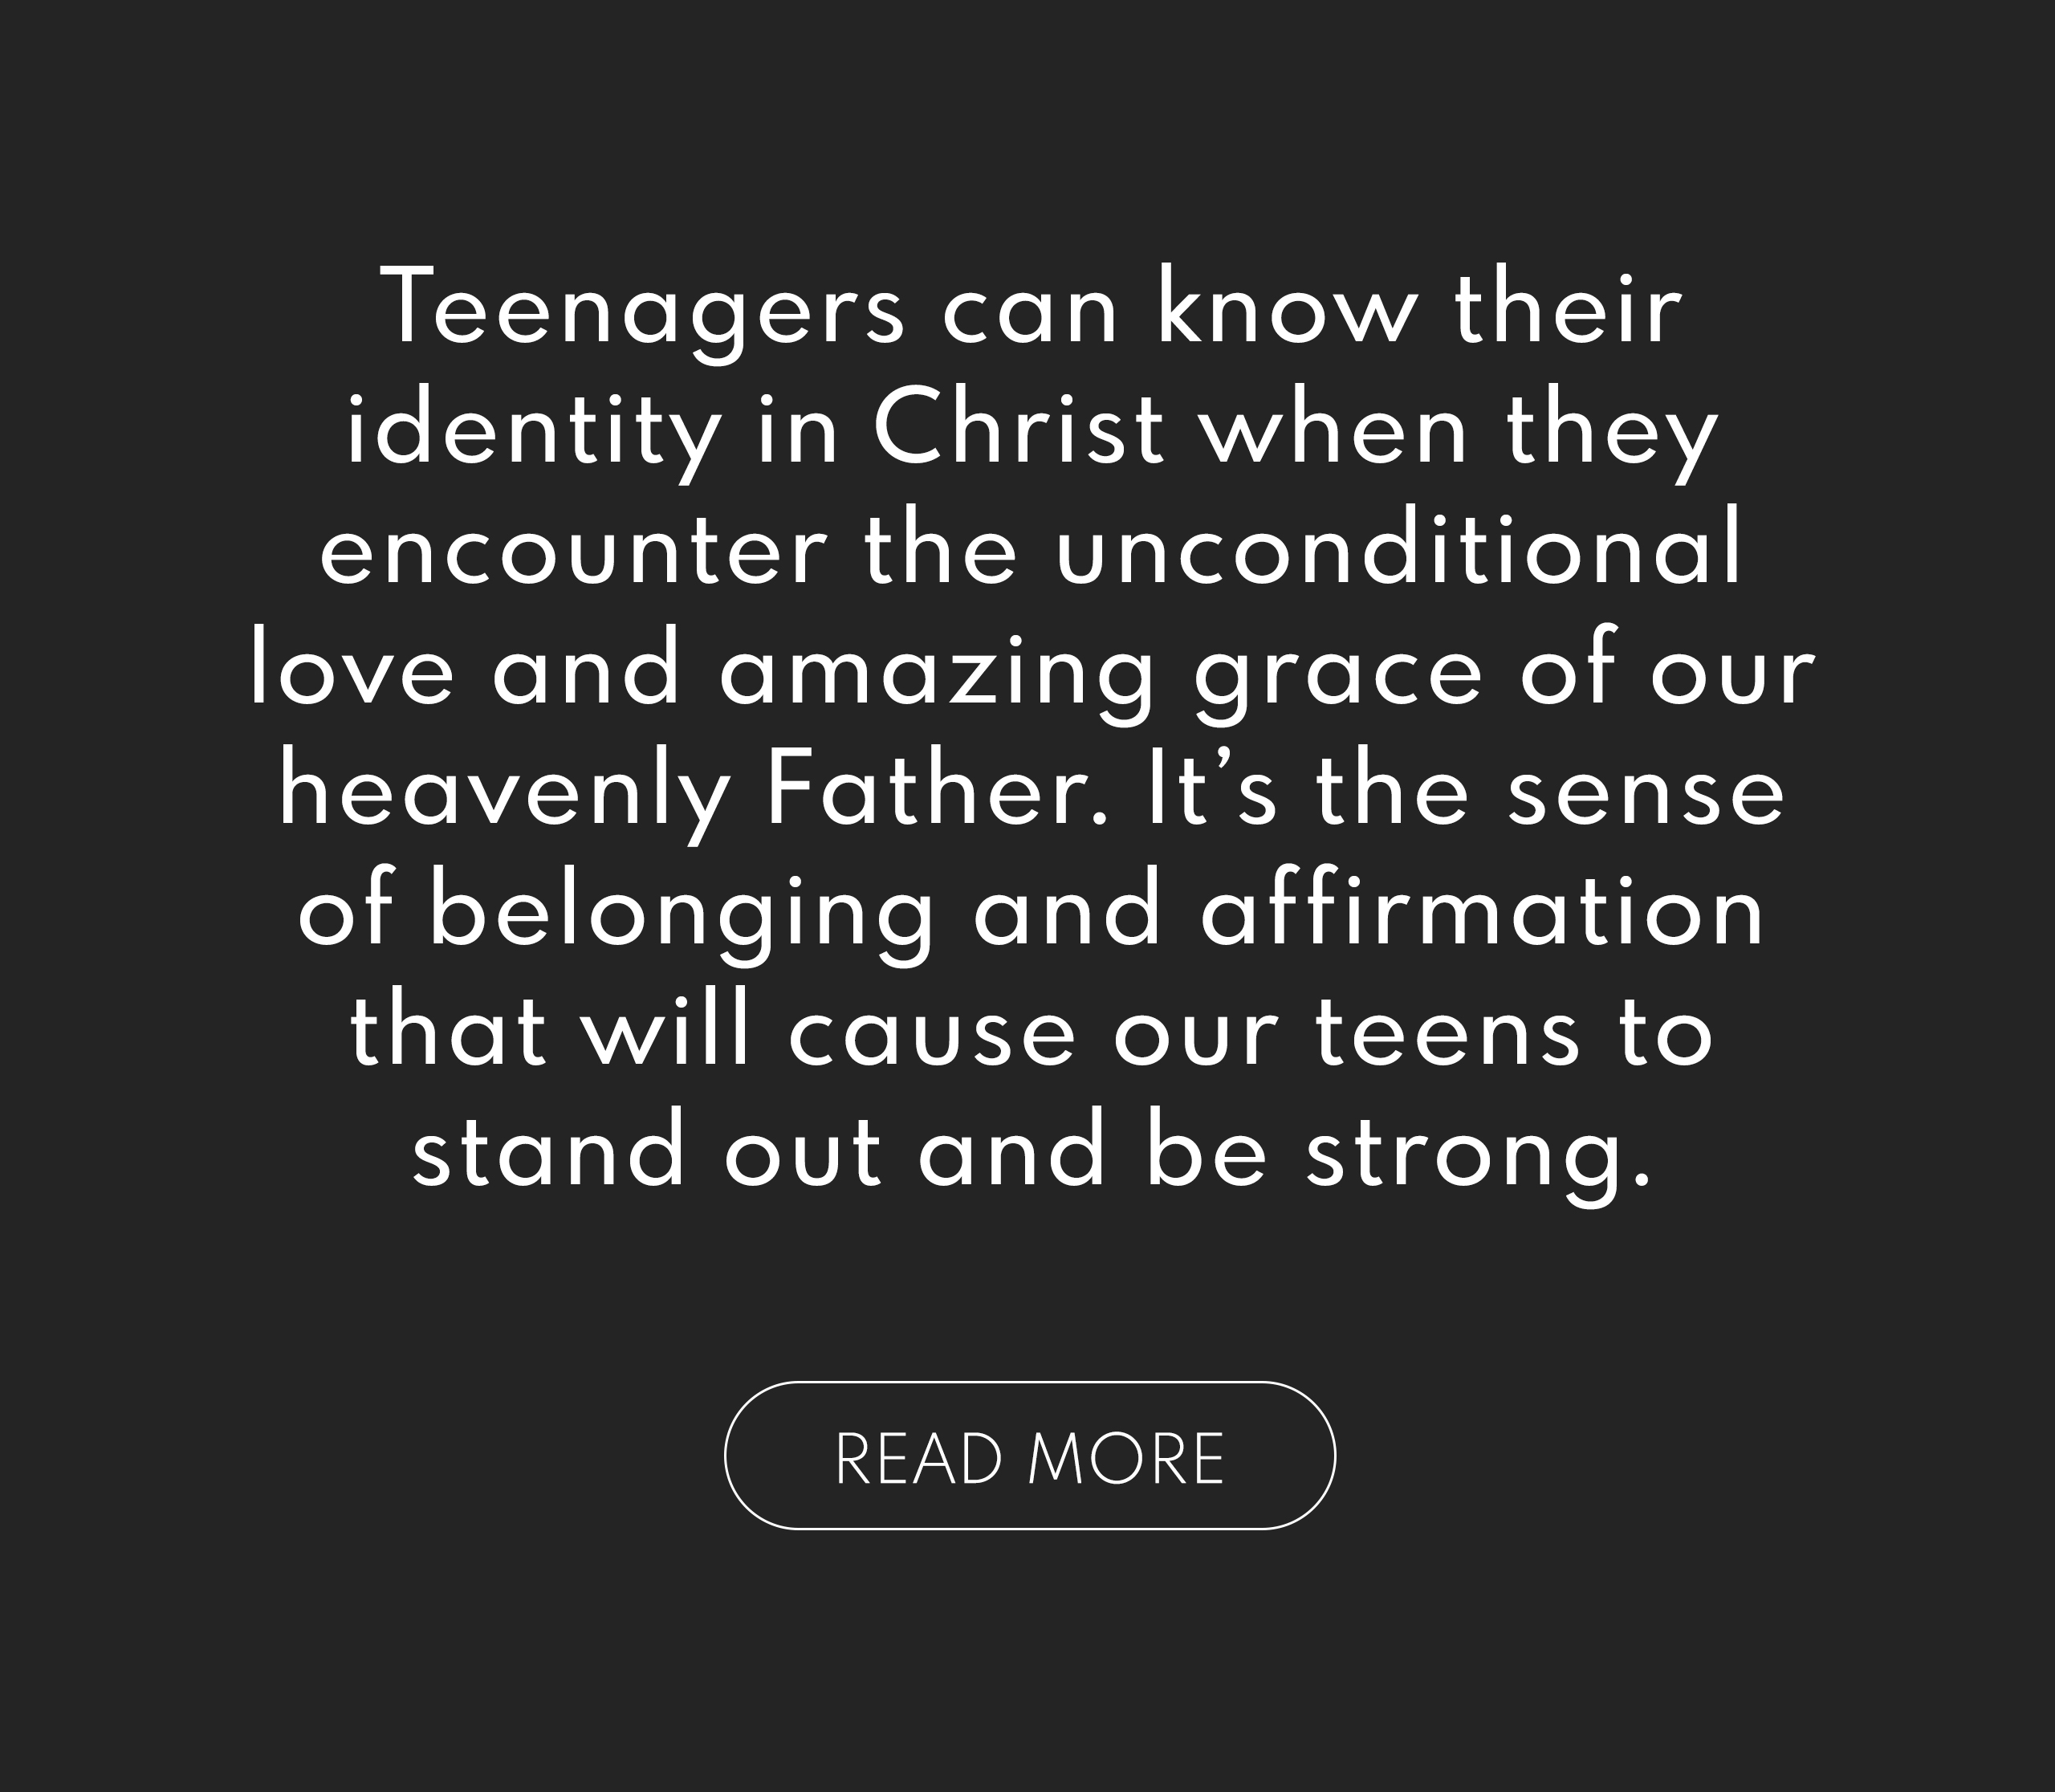 Teenagers can know their
identity in Christ when they
encounter the unconditional
love and amazing grace of our
heavenly Father. It’s the sense
of belonging and affirmation
that will cause our teens to
stand out and be strong.
READ MORE